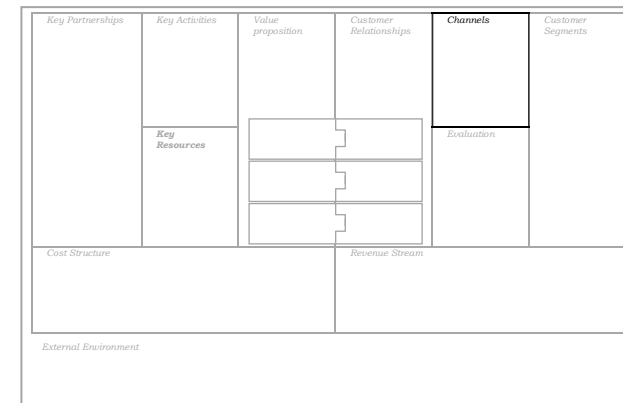 Key Partnerships
Key Activities
Value
proposition
Customer
Relationships
Channels
Customer
Segments
Key
Resources
Evaluation
Cost Structure
Revenue Stream
External Environment